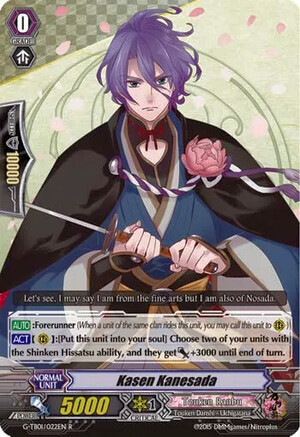 0
GRADE
SHIELD
10000
Let's see. I may say I am from the fine arts but I am also of Nosada.
AUTO :Forerunner (When a unit of the same clan rides this unit, you may call this unit to )
ACT [ ]:[Put this unit into your soul] Choose two of your units with
the Shinken Hissatsu ability, and they get +3000 until end of turn.
NORMAL UNIT
Kasen Kanesada
POWER 5000 1
Touken Ranbu
Touken Danshi - Uchigatana
G-TB01/022EN R
©2015 DMM.games/Nitroplus